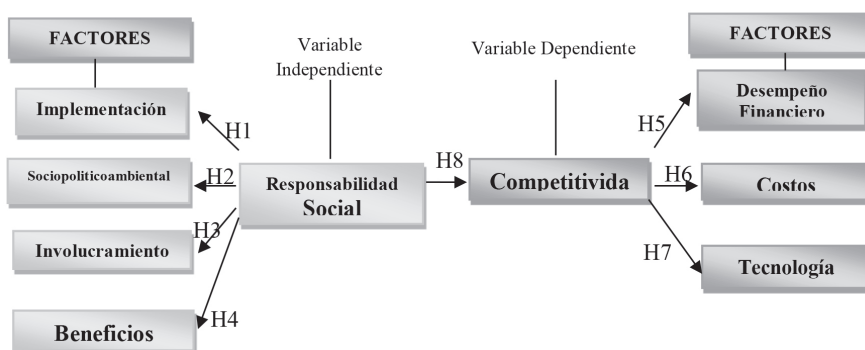 FACTORES
Implementación
Sociopoliticoambiental
Involucramiento
Beneficios
H1
H2
H3
H4
Variable
Independiente
Responsabilidad
Social
H8
Variable Dependiente
Competitivida
H5
H6
H7
FACTORES
Desempeño
Financiero
Costos
Tecnología